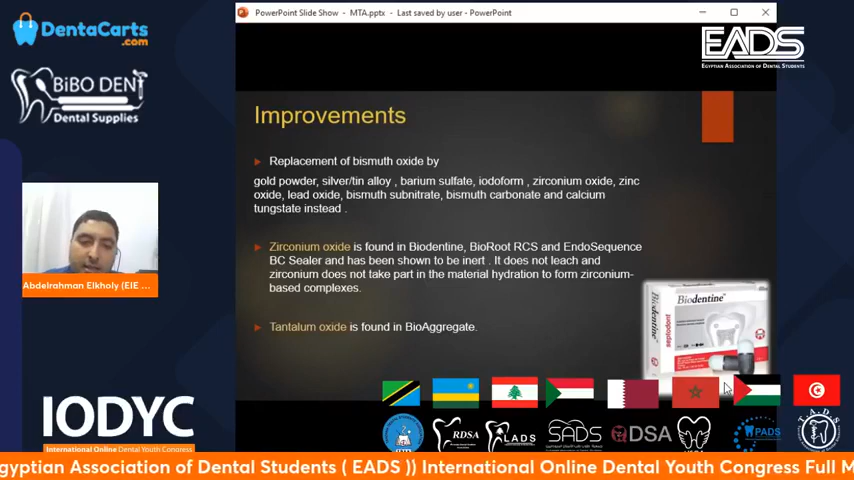 PowerPoint Slide Show - MTA.pptx - Last saved by user - PowerPoint
DentaCarts
.com
EADS
EGYPTIAN ASSOCIATION OF DENTAL STUDENTS
BiBO DENT
Dental Supplies
Improvements
Replacement of bismuth oxide by
gold powder, silver/tin alloy , barium sulfate, iodoform , zirconium oxide, zinc
oxide, lead oxide, bismuth subnitrate, bismuth carbonate and calcium
tungstate instead .
Zirconium oxide is found in Biodentine, BioRoot RCS and EndoSequence
BC Sealer and has been shown to be inert . It does not leach and
zirconium does not take part in the material hydration to form zirconium-
based complexes.
Tantalum oxide is found in BioAggregate.
Abdelrahman Elkholy (EIE ...
Biodentine
Biodentine
septodont
IODYC
International Online Dental Youth Congress
RDSA
LADS
SADS
QDSA
PADS
T.A.D.S
gyptian Association of Dental Students ( EADS )) International Online Dental Youth Congress Full M